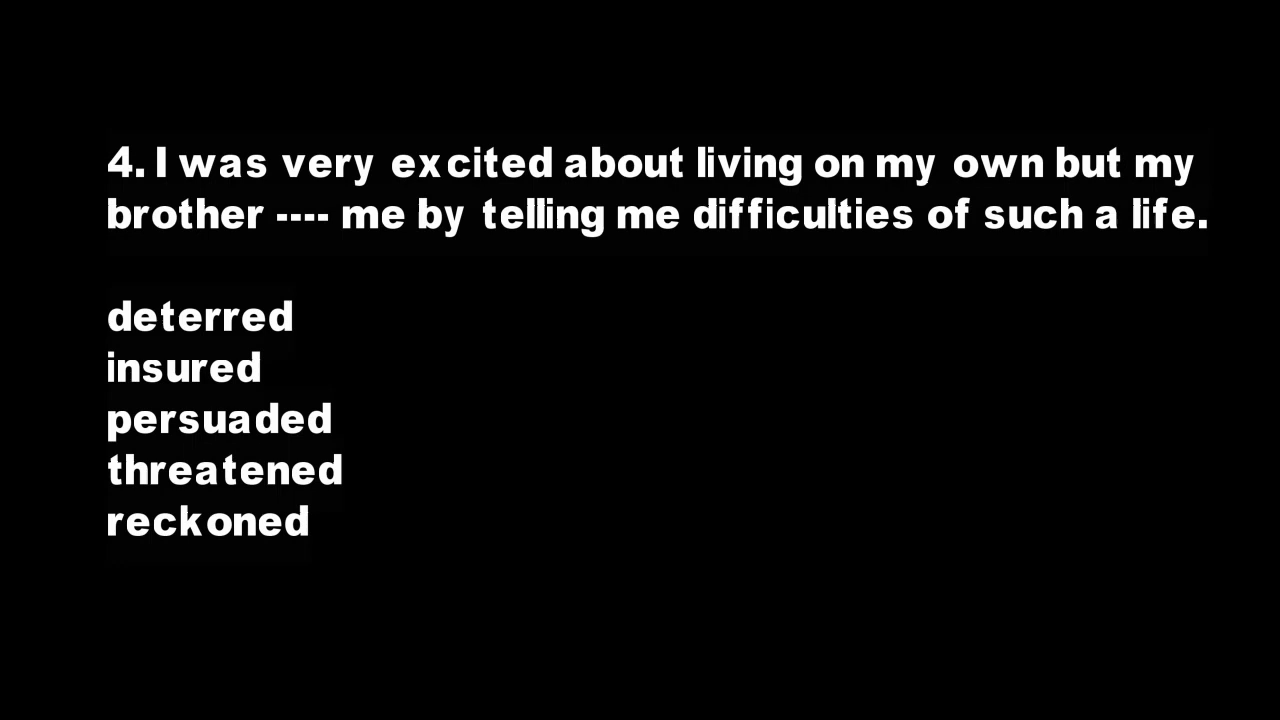 4. I was very excited about living on my own but my
brother ---- me by telling me difficulties of such a life.
deterred
insured
persuaded
threatened
reckoned